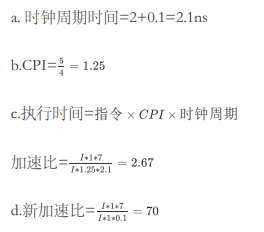 a. 时钟周期时间=2+0.1=2.1ns
b.CPI=5/4 = 1.25
c.执行时间=指令 × CPI × 时钟周期
加速比=I*1*7/I*1.25*2.1 = 2.67
d.新加速比=I*1*7/I*1*0.1 = 70